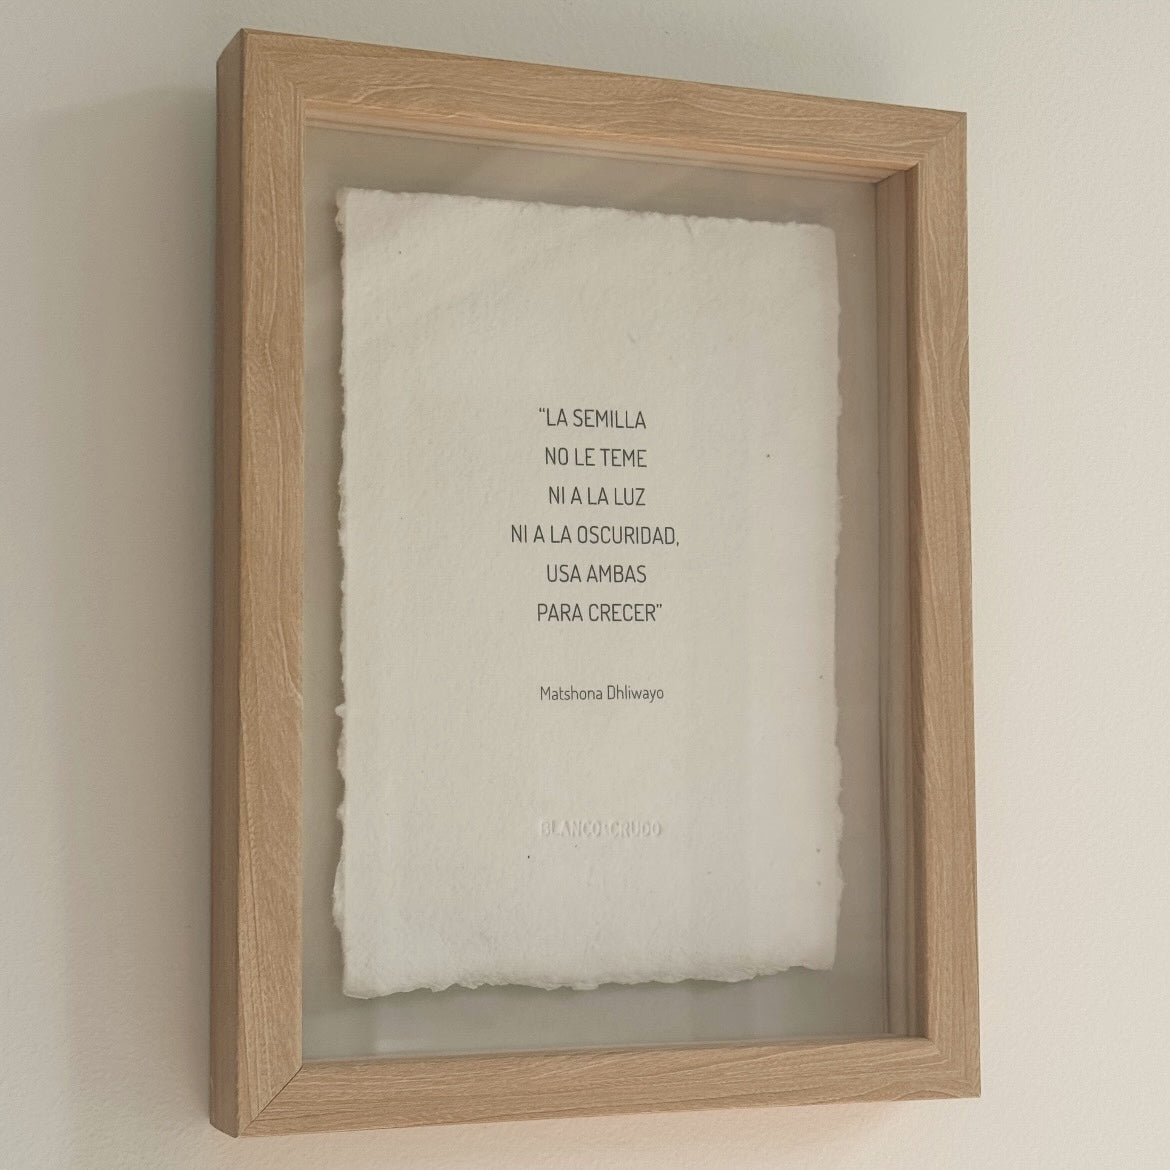 “LA SEMILLA
NO LE TEME
NI A LA LUZ
NI A LA OSCURIDAD,
USA AMBAS
PARA CRECER”
Matshona Dhliwayo
BLANCO·CRUDO